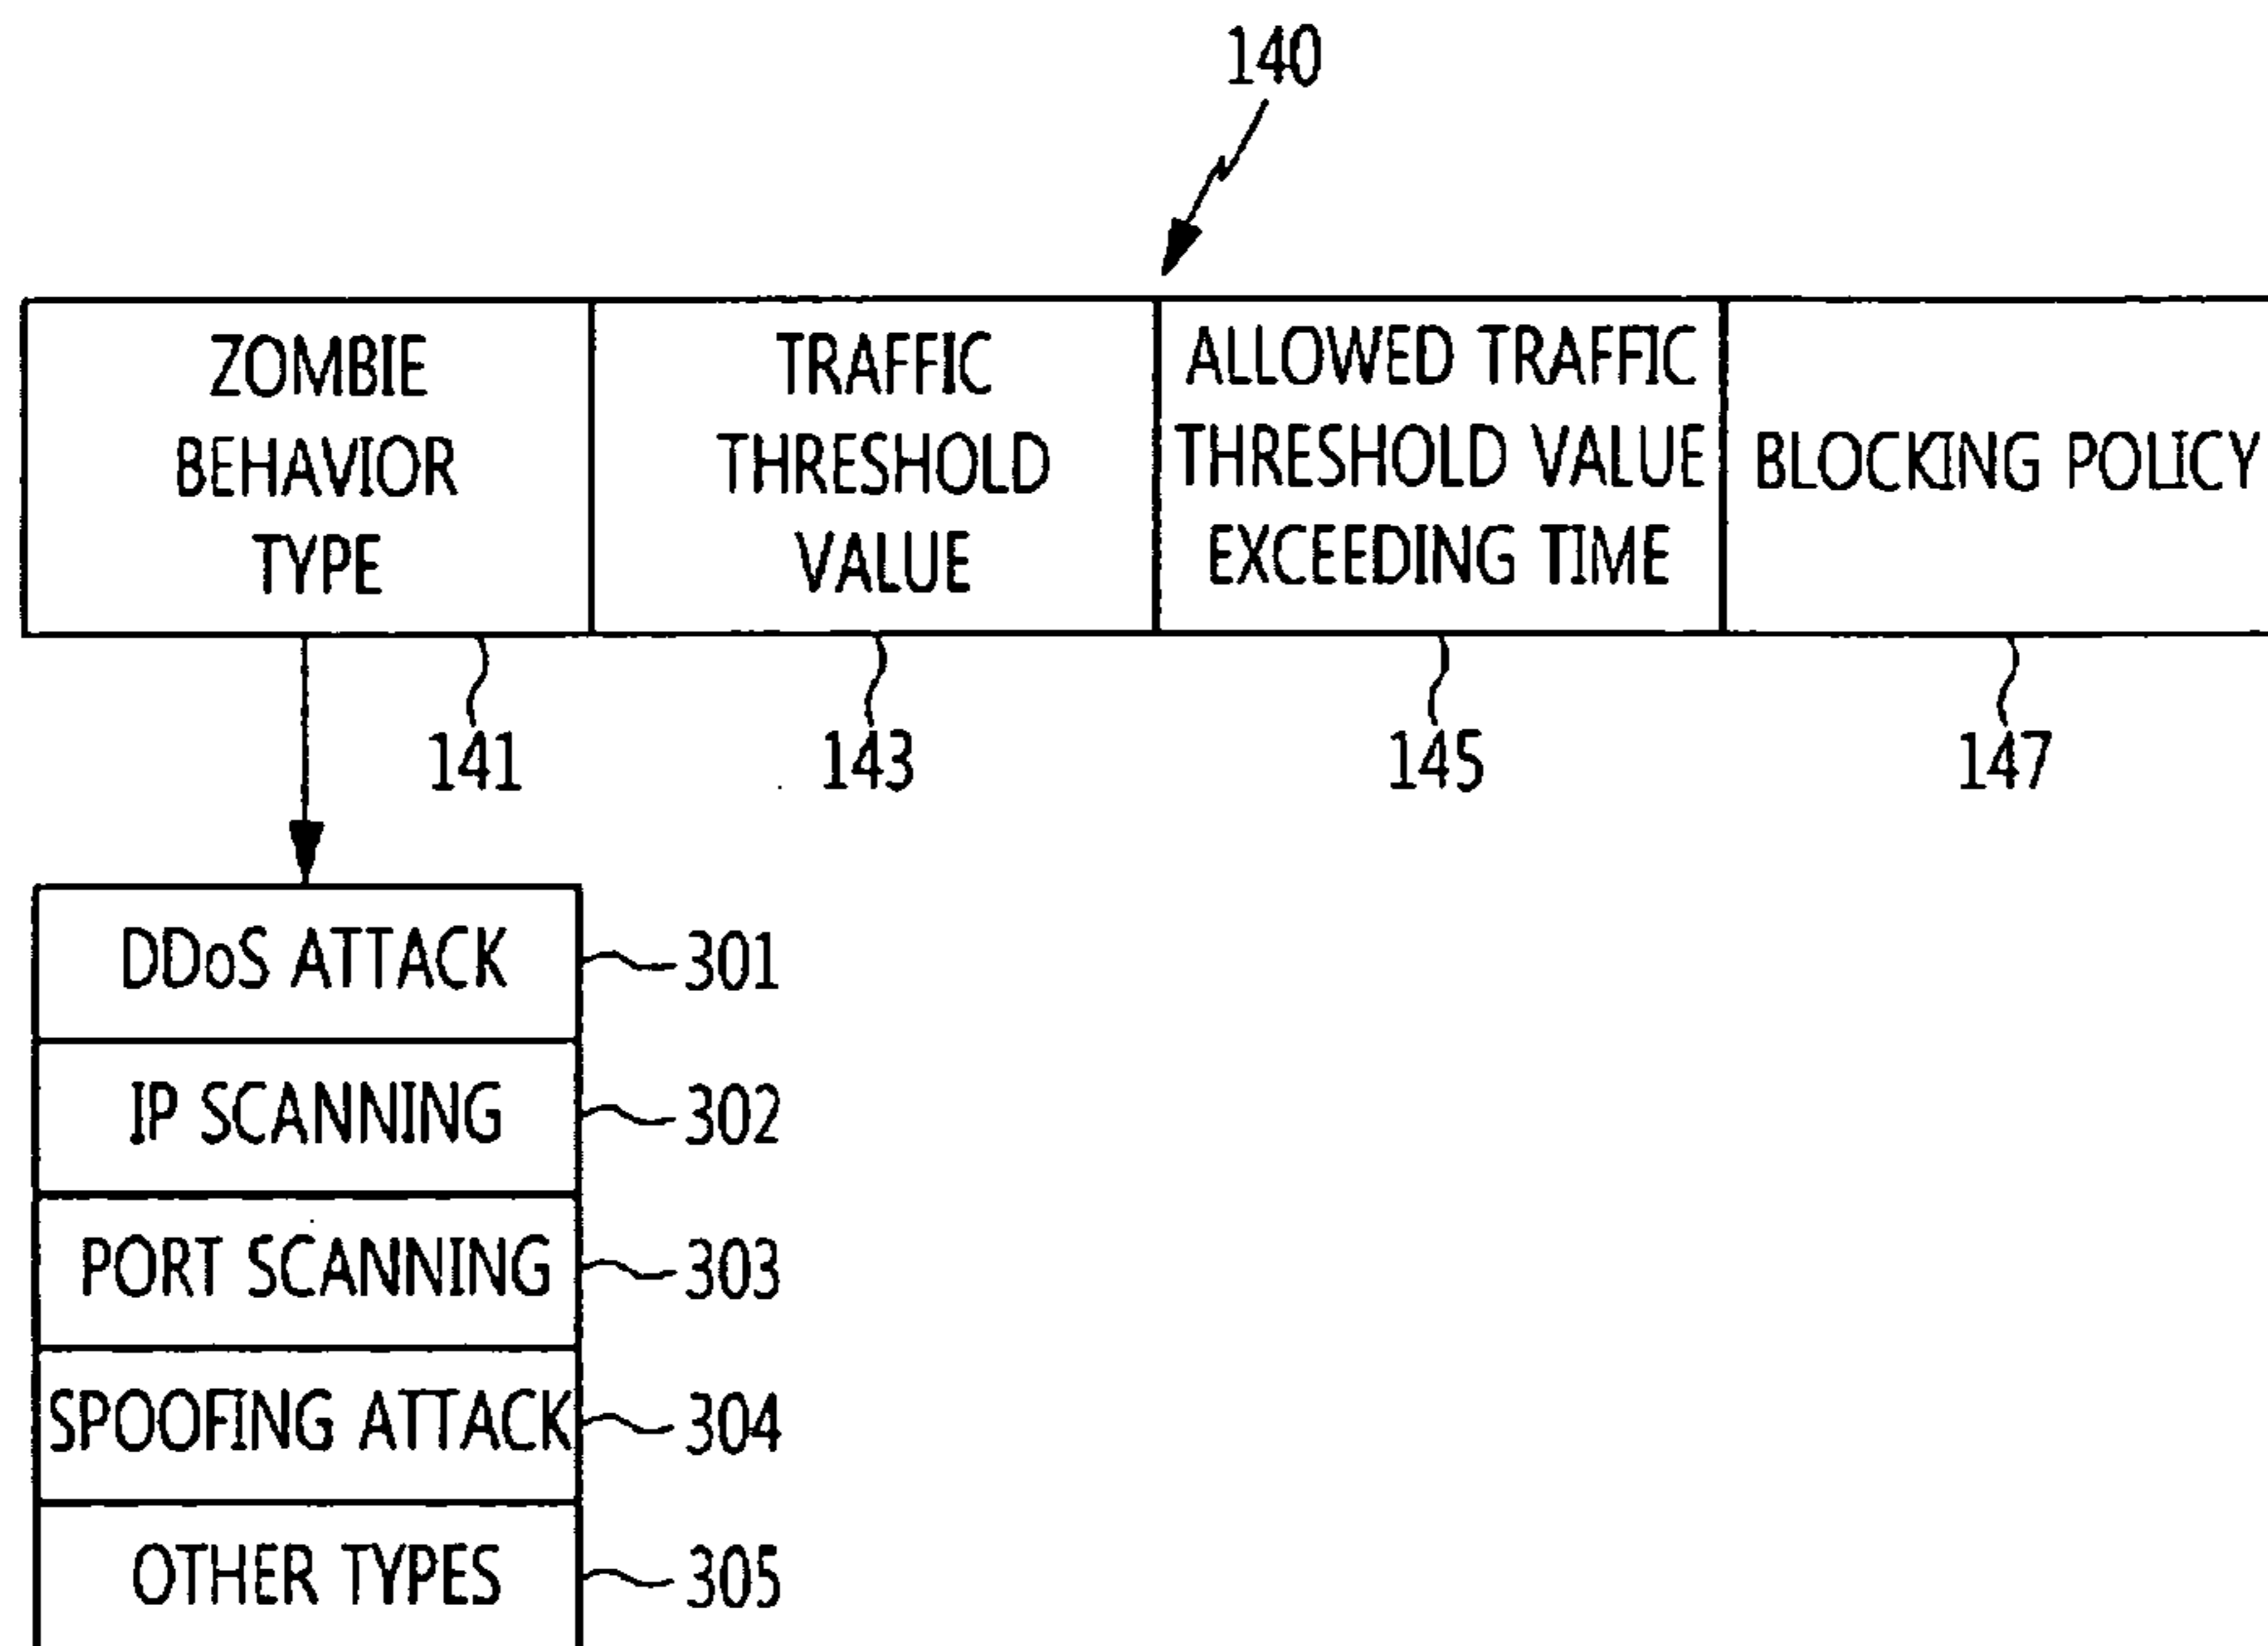 140
ZOMBIE
BEHAVIOR
TYPE
TRAFFIC
THRESHOLD
VALUE
ALLOWED TRAFFIC
THRESHOLD VALUE
EXCEEDING TIME
BLOCKING POLICY
141
143
145
147
DDoS ATTACK
301
IP SCANNING
302
PORT SCANNING
303
SPOOFING ATTACK
304
OTHER TYPES
305